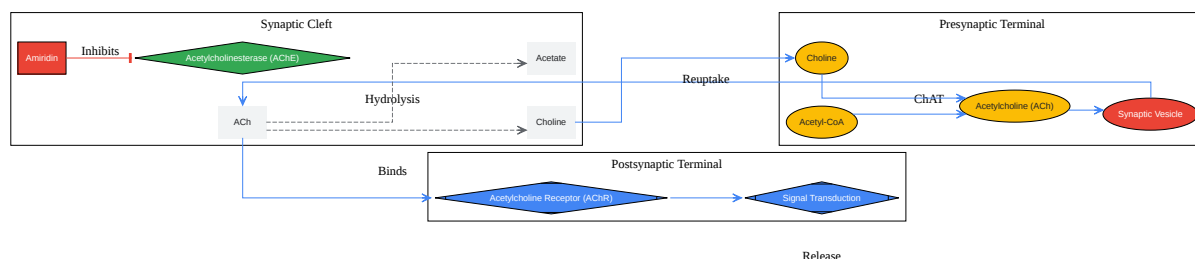 Synaptic Cleft
Presynaptic Terminal
Amiridin
Inhibits
Acetylcholinesterase (AChE)
Acetate
Choline
Reuptake
Hydrolysis
ChAT
Acetylcholine (ACh)
ACh
Choline
Acetyl-CoA
Synaptic Vesicle
Postsynaptic Terminal
Binds
Acetylcholine Receptor (AChR)
Signal Transduction
Release